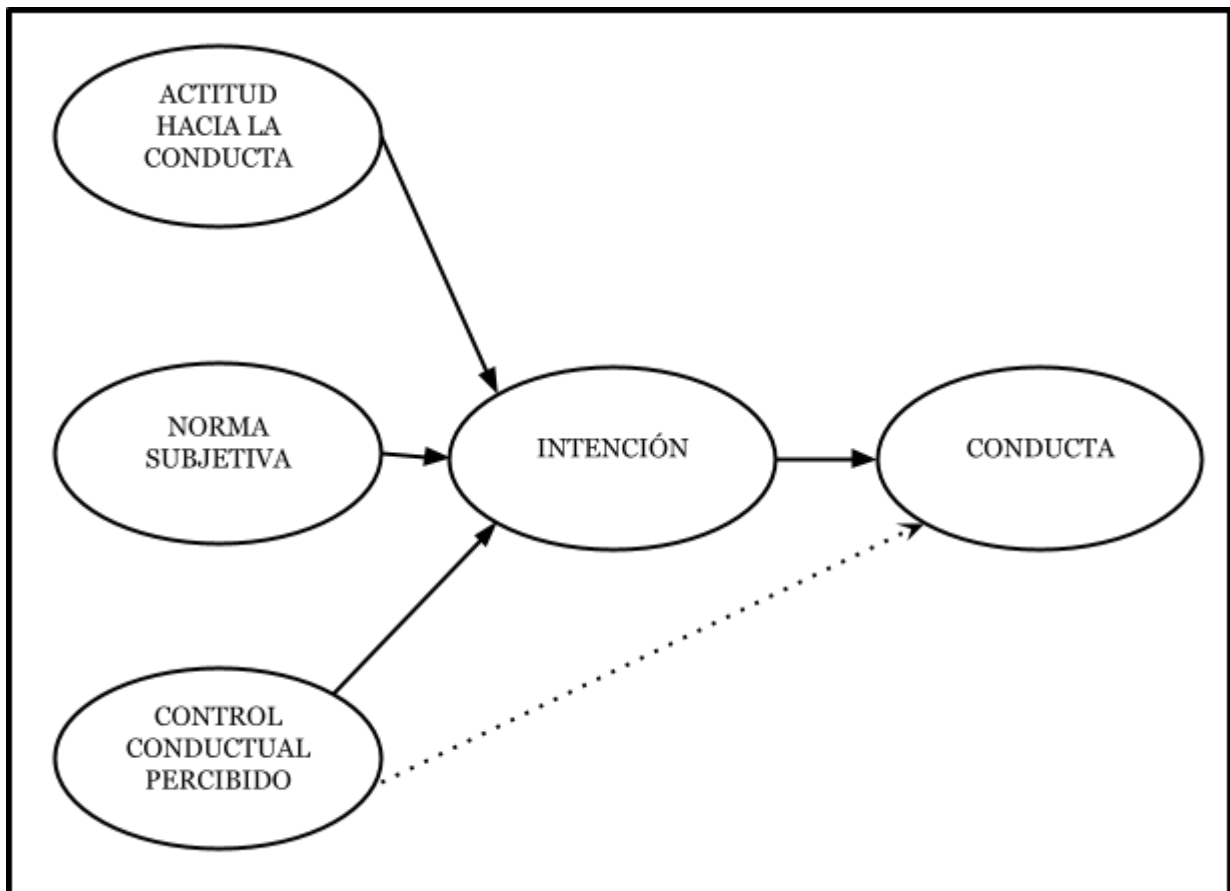 ACTITUD
HACIA LA
CONDUCTA
NORMA
SUBJETIVA
INTENCIÓN
CONDUCTA
CONTROL
CONDUCTUAL
PERCIBIDO